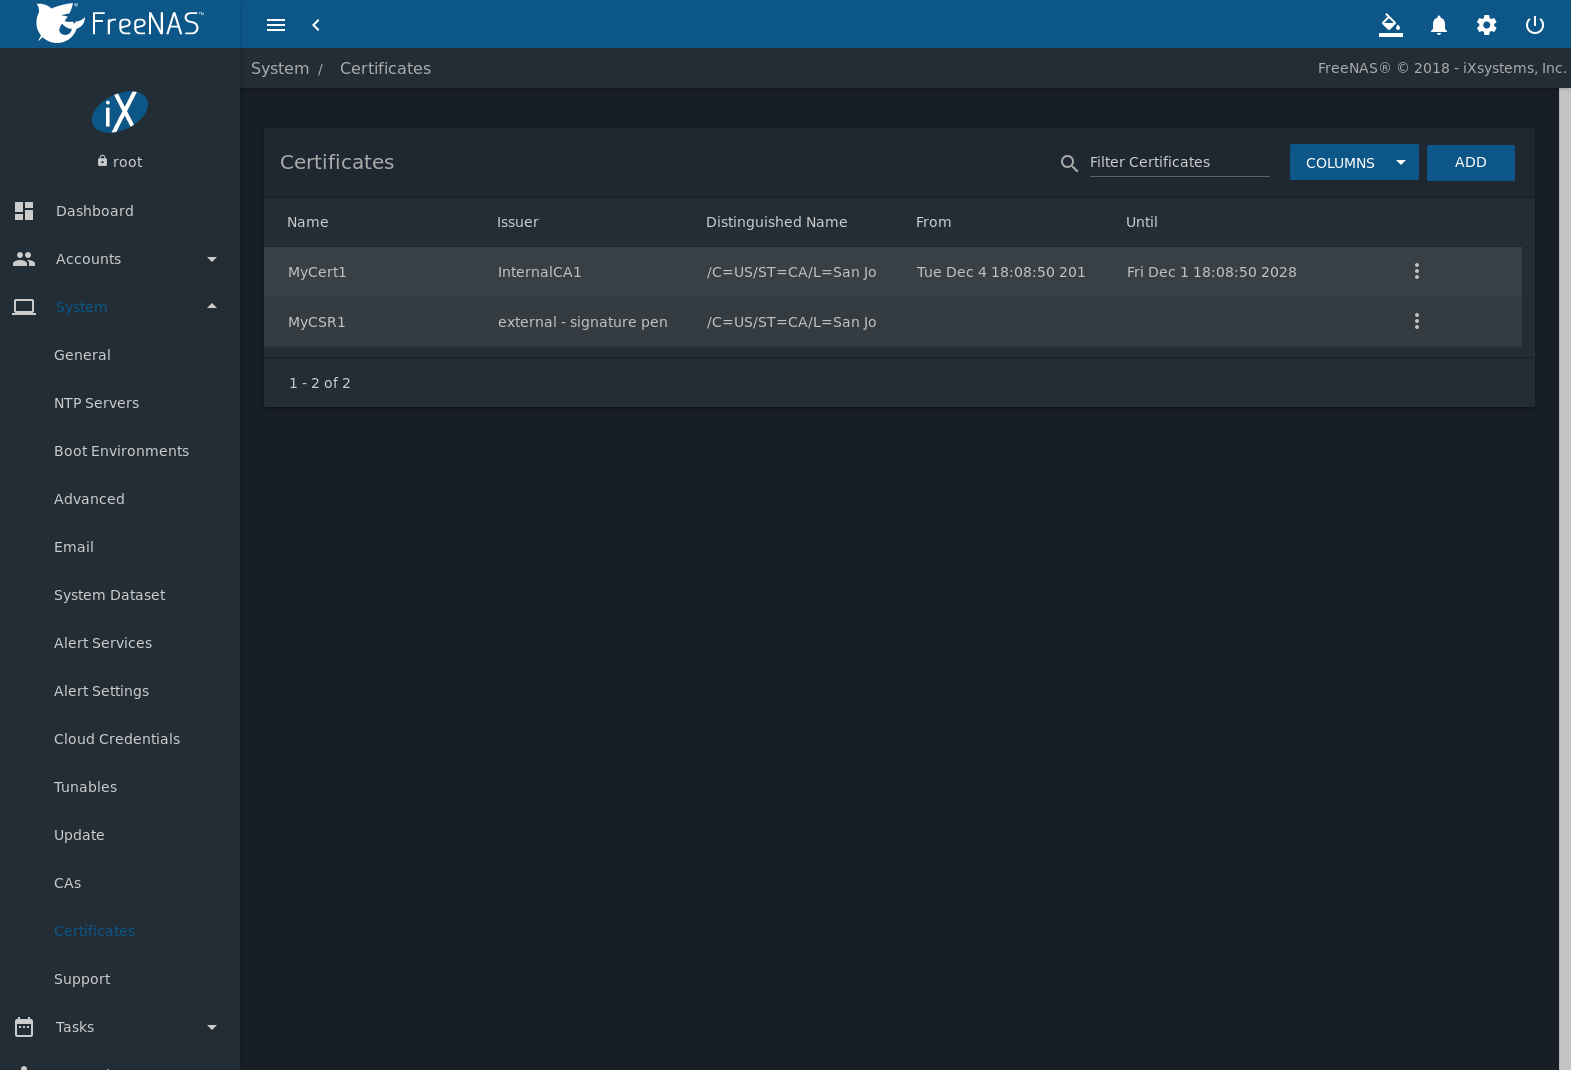 FreeNAS™
System / Certificates
FreeNAS® © 2018 - iXsystems, Inc.
iX
root
Dashboard
Accounts
System
General
NTP Servers
Boot Environments
Advanced
Email
System Dataset
Alert Services
Alert Settings
Cloud Credentials
Tunables
Update
CAs
Certificates
Support
Tasks
Certificates
Filter Certificates
COLUMNS
ADD
Name Issuer Distinguished Name From Until
MyCert1 InternalCA1 /C=US/ST=CA/L=San Jo Tue Dec 4 18:08:50 201 Fri Dec 1 18:08:50 2028
MyCSR1 external - signature pen /C=US/ST=CA/L=San Jo
1 - 2 of 2